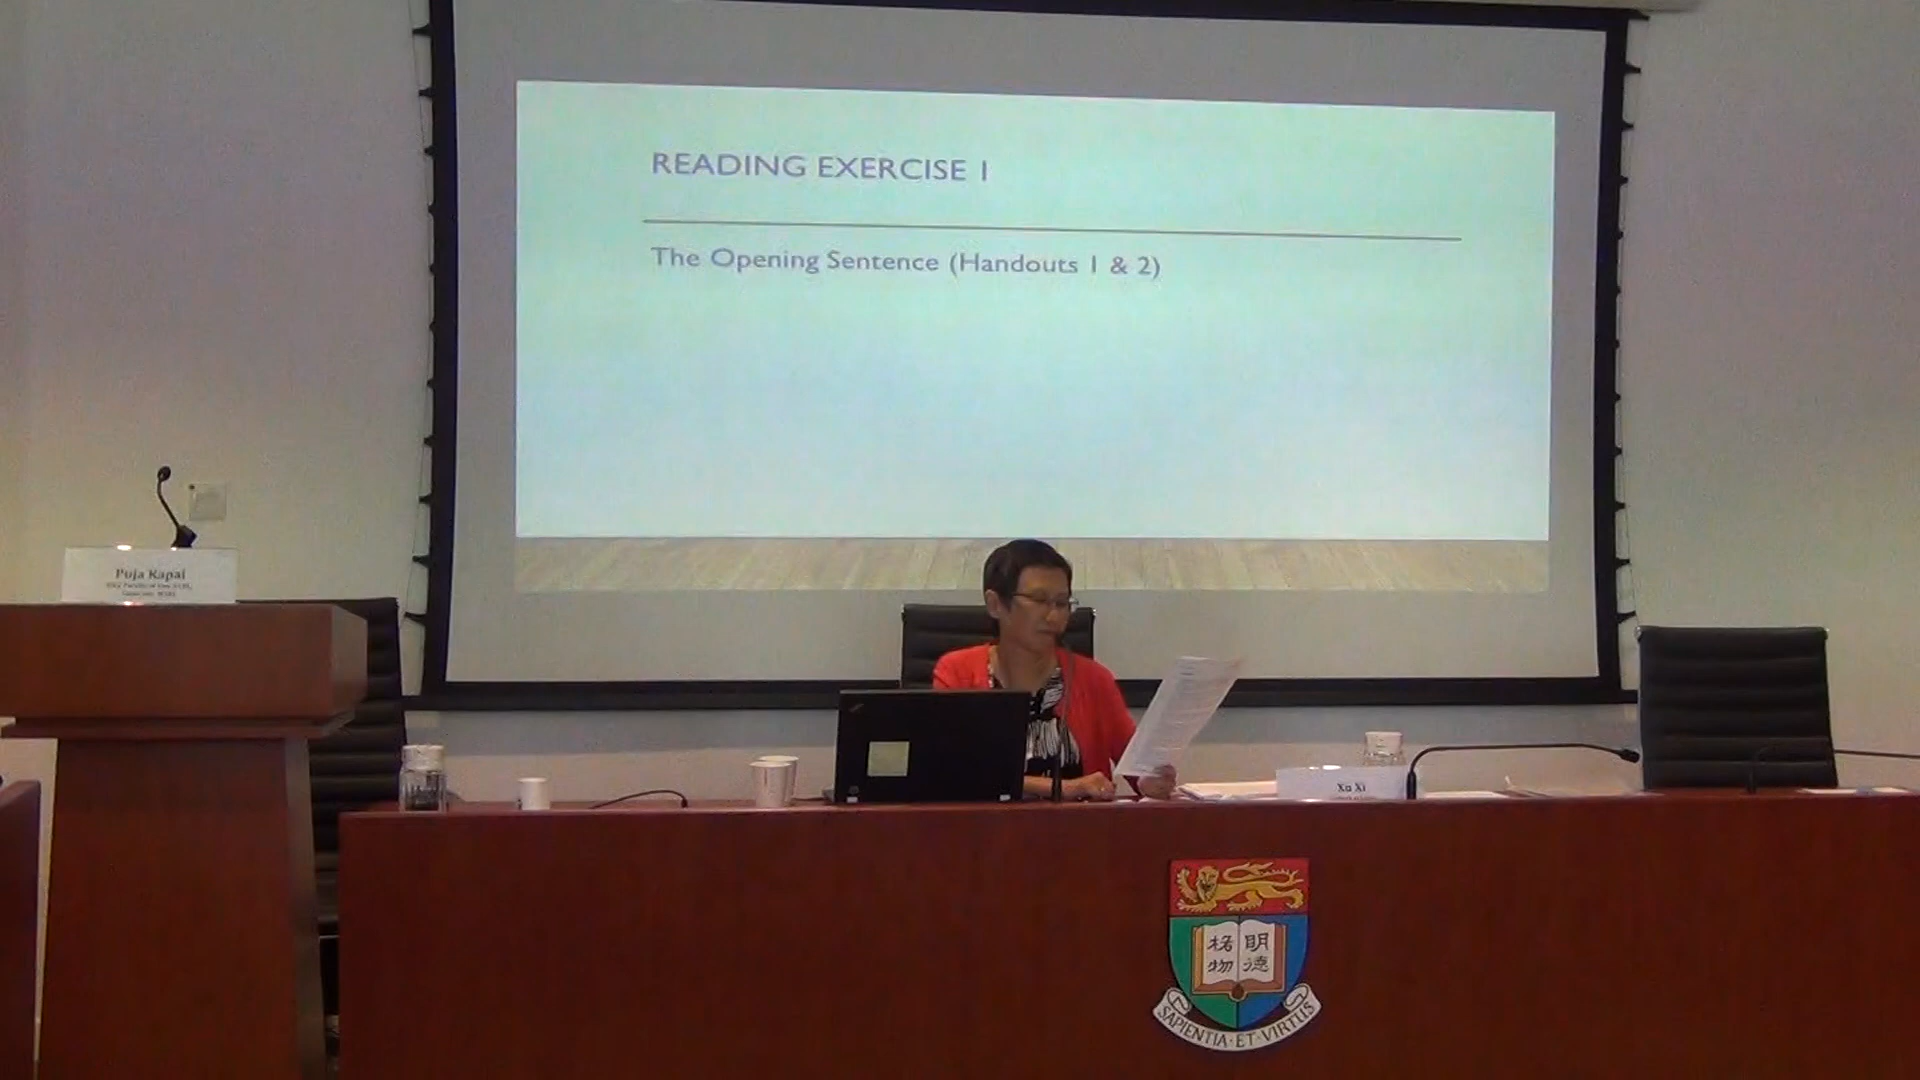 READING EXERCISE 1
The Opening Sentence (Handouts 1 & 2)
Puja Kapai
Xu Xi
格物
明德
SAPIENTIA·ET·VIRTUS